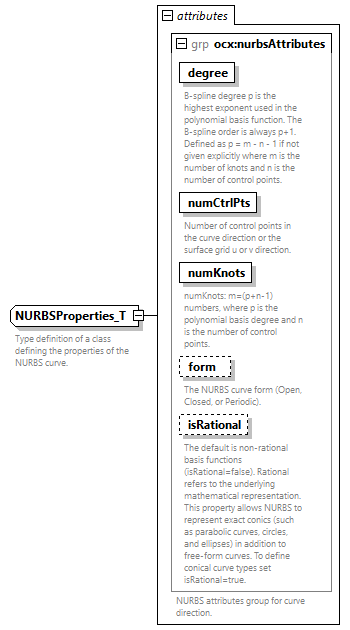 attributes
grp ocx:nurbsAttributes
degree
B-spline degree p is the
highest exponent used in the
polynomial basis function. The
B-spline order is always p+1.
Defined as p = m - n - 1 if not
given explicitly where m is the
number of knots and n is the
number of control points.
numCtrlPts
Number of control points in
the curve direction or the
surface grid u or v direction.
numKnots
numKnots: m=(p+n-1)
numbers, where p is the
polynomial basis degree and n
is the number of control
points.
NURBSProperties_T
Type definition of a class
defining the properties of the
NURBS curve.
form
The NURBS curve form (Open,
Closed, or Periodic).
isRational
The default is non-rational
basis functions
(isRational=false). Rational
refers to the underlying
mathematical representation.
This property allows NURBS to
represent exact conics (such
as parabolic curves, circles,
and ellipses) in addition to
free-form curves. To define
conical curve types set
isRational=true.
NURBS attributes group for curve
direction.